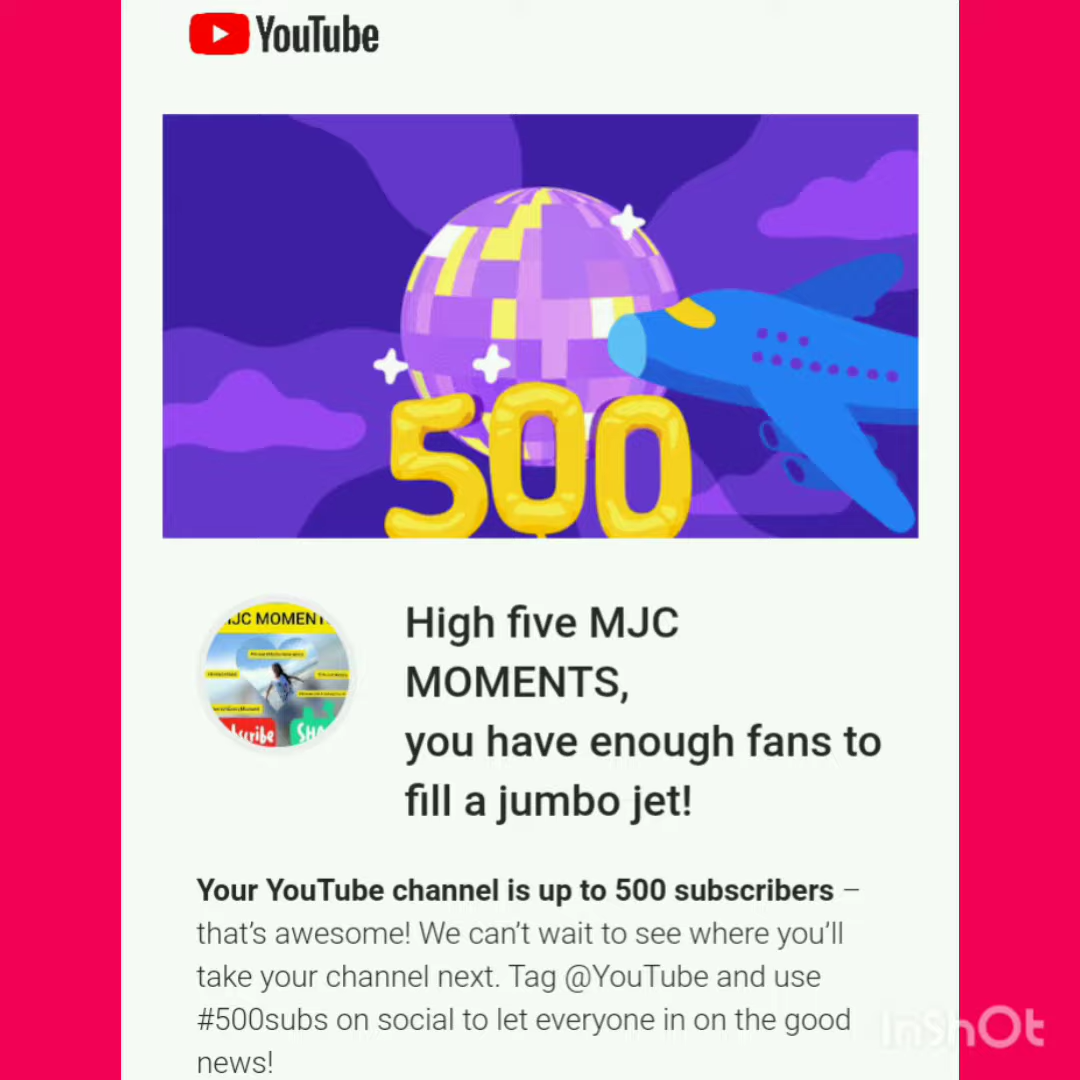 YouTube
500
MJC MOMENT
High five MJC
MOMENTS,
you have enough fans to
fill a jumbo jet!
Your YouTube channel is up to 500 subscribers –
that’s awesome! We can’t wait to see where you’ll
take your channel next. Tag @YouTube and use
#500subs on social to let everyone in on the good
news!
InShOt